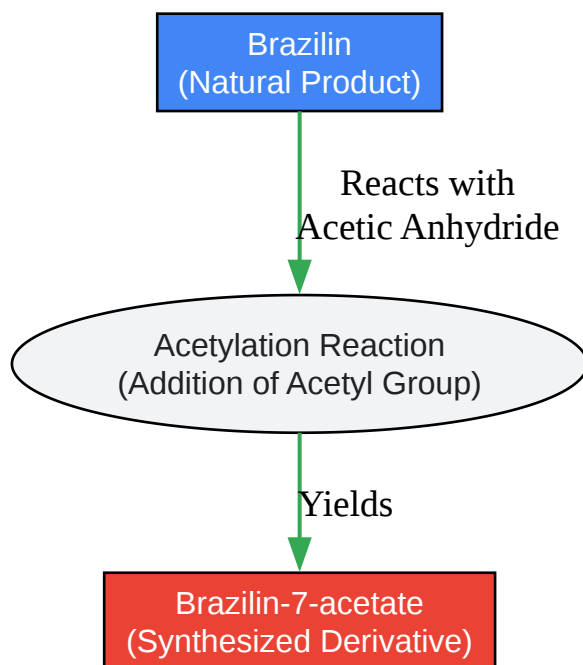 Brazilin
(Natural Product)
Reacts with
Acetic Anhydride
Acetylation Reaction
(Addition of Acetyl Group)
Yields
Brazilin-7-acetate
(Synthesized Derivative)